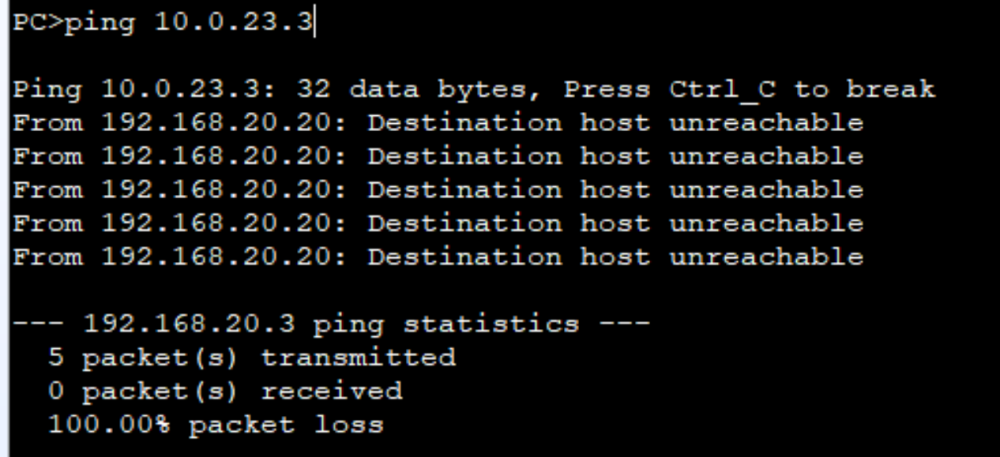 PC>ping 10.0.23.3
Ping 10.0.23.3: 32 data bytes, Press Ctrl_C to break
From 192.168.20.20: Destination host unreachable
From 192.168.20.20: Destination host unreachable
From 192.168.20.20: Destination host unreachable
From 192.168.20.20: Destination host unreachable
From 192.168.20.20: Destination host unreachable
--- 192.168.20.3 ping statistics ---
5 packet(s) transmitted
0 packet(s) received
100.00% packet loss